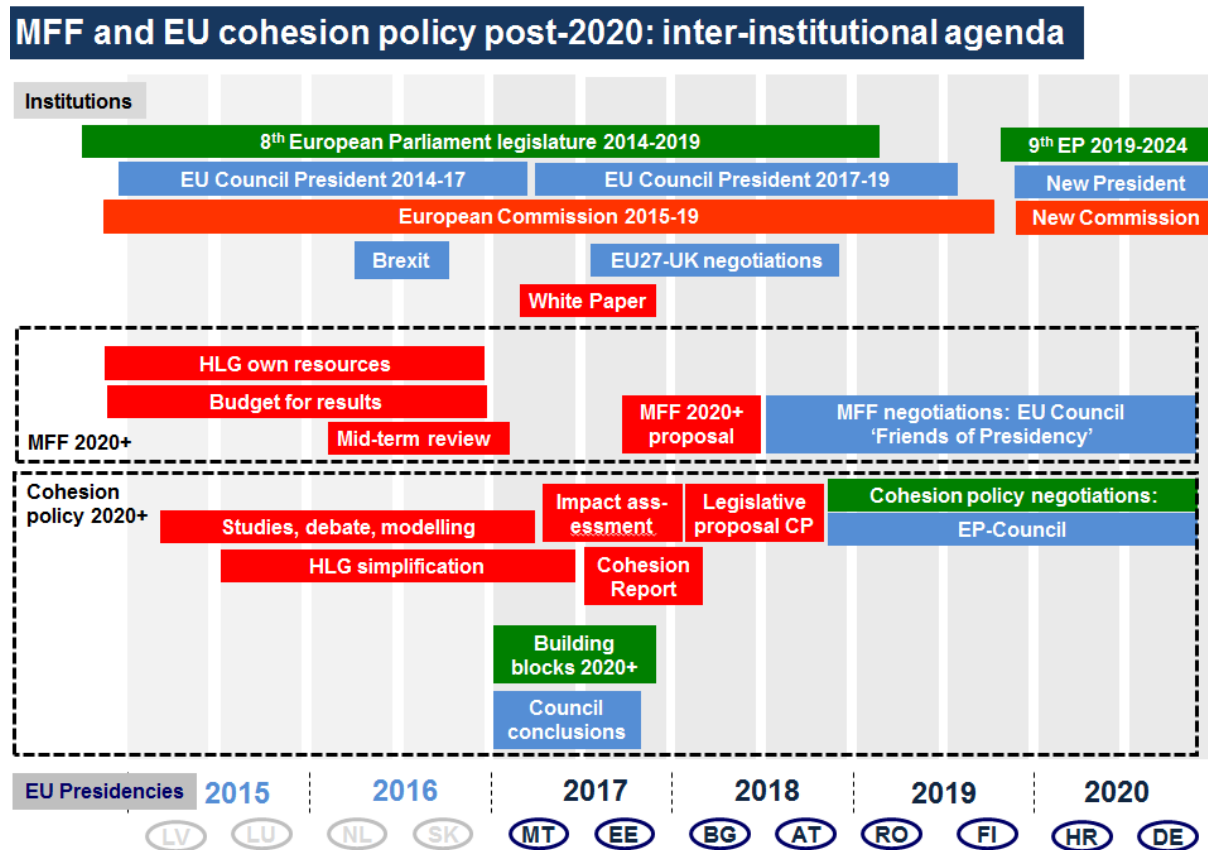 MFF and EU cohesion policy post-2020: inter-institutional agenda
Institutions
8th European Parliament legislature 2014-2019
9th EP 2019-2024
EU Council President 2014-17
EU Council President 2017-19
New President
European Commission 2015-19
New Commission
Brexit
EU27-UK negotiations
White Paper
HLG own resources
Budget for results
MFF 2020+
proposal
MFF negotiations: EU Council
‘Friends of Presidency’
Mid-term review
MFF 2020+
Cohesion
policy 2020+
Impact ass-
essment
Legislative
proposal CP
Cohesion policy negotiations:
EP-Council
Studies, debate, modelling
HLG simplification
Cohesion
Report
Building
blocks 2020+
Council
conclusions
EU Presidencies
2015
2016
2017
2018
2019
2020
LV
LU
NL
SK
MT
EE
BG
AT
RO
FI
HR
DE